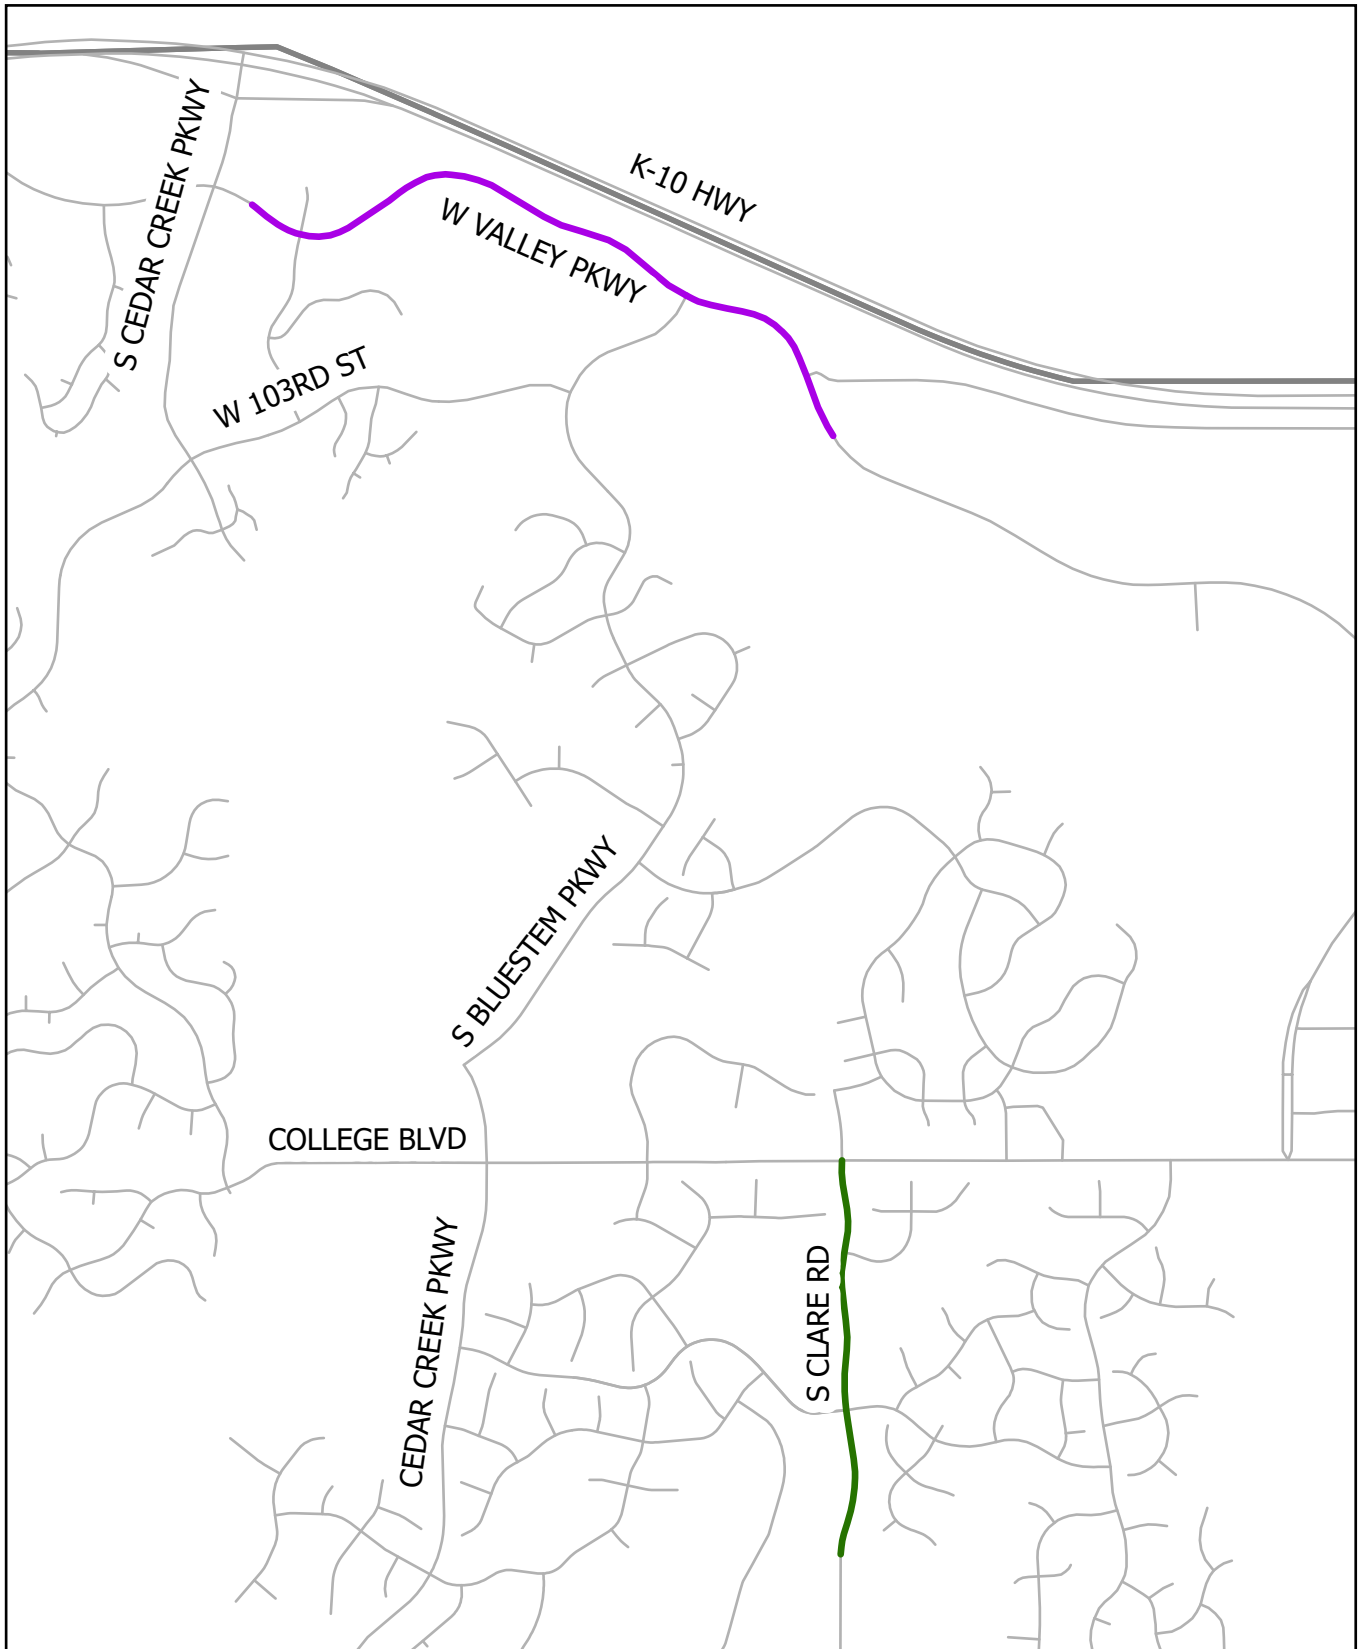 S CEDAR CREEK PKWY
K-10 HWY
W VALLEY PKWY
W 103RD ST
S BLUESTEM PKWY
COLLEGE BLVD
CEDAR CREEK PKWY
S CLARE RD